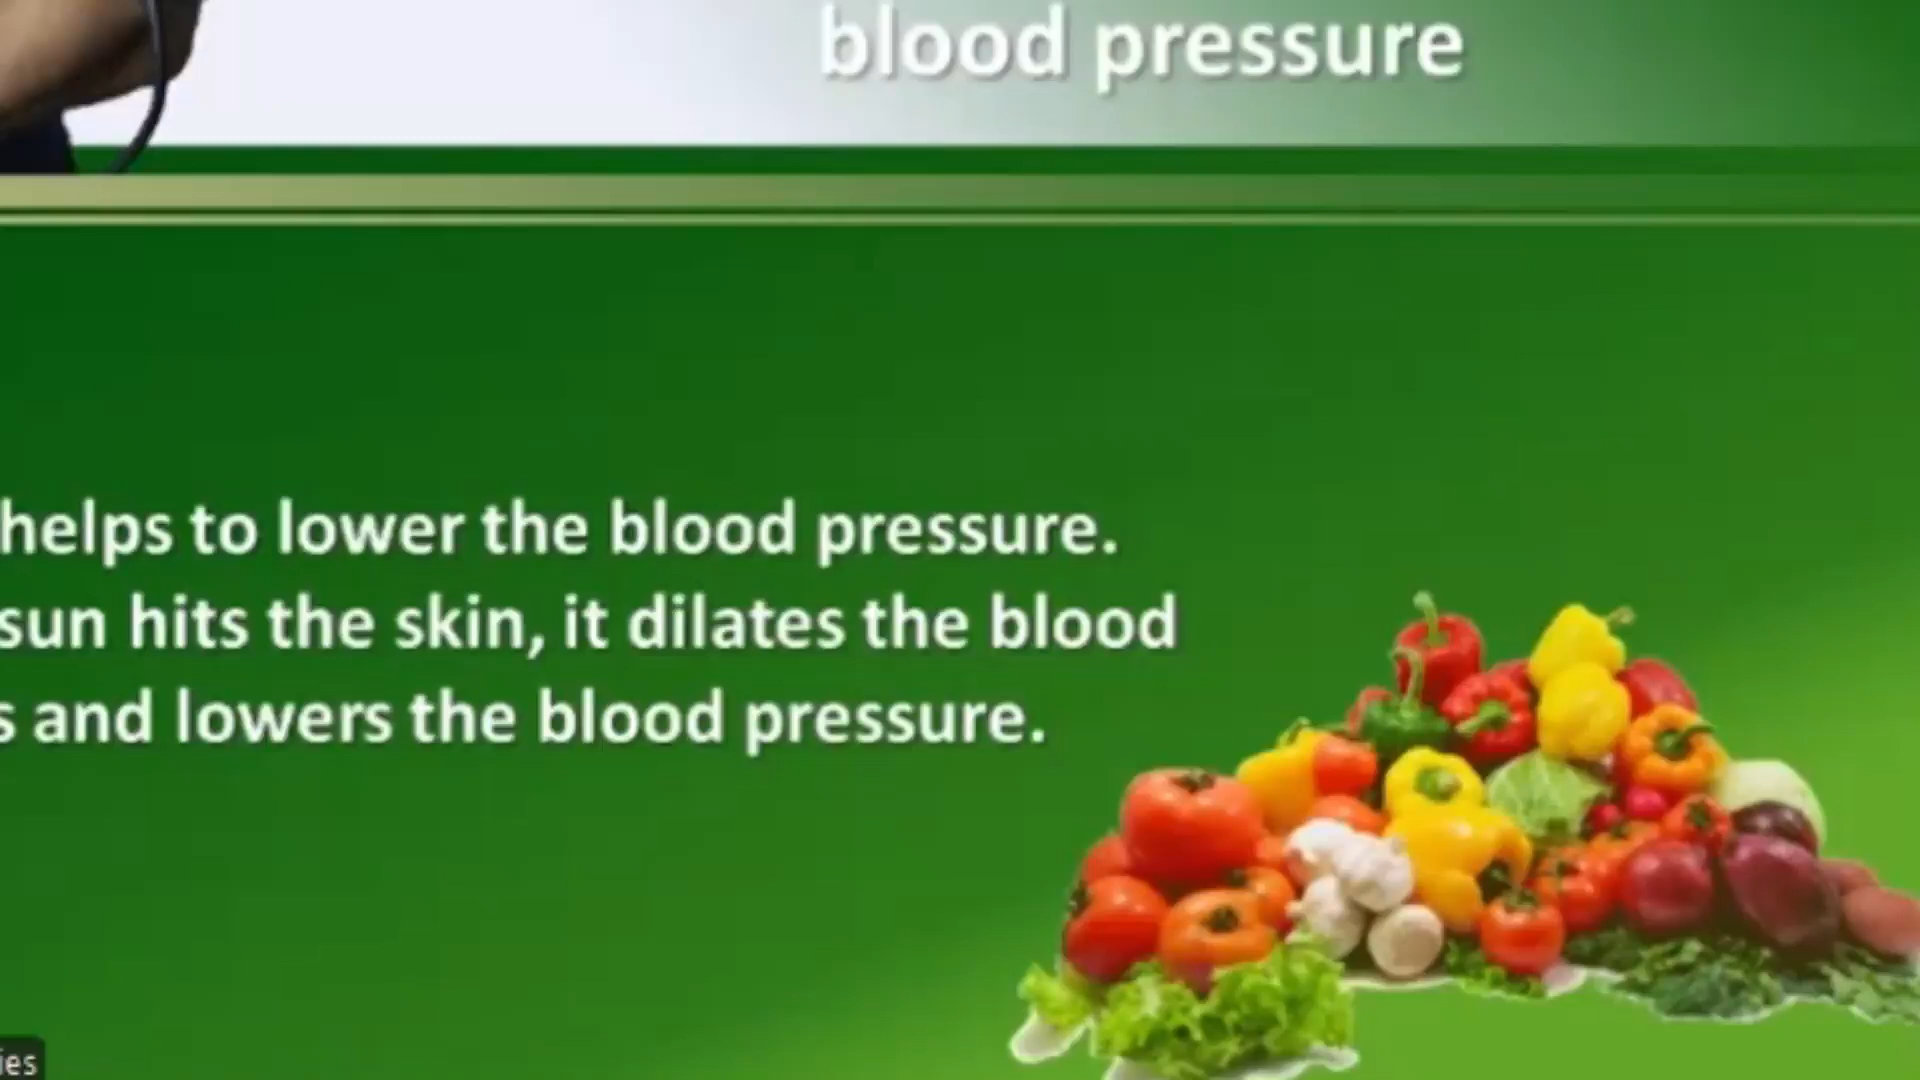 blood pressure
helps to lower the blood pressure.
sun hits the skin, it dilates the blood
s and lowers the blood pressure.
ies